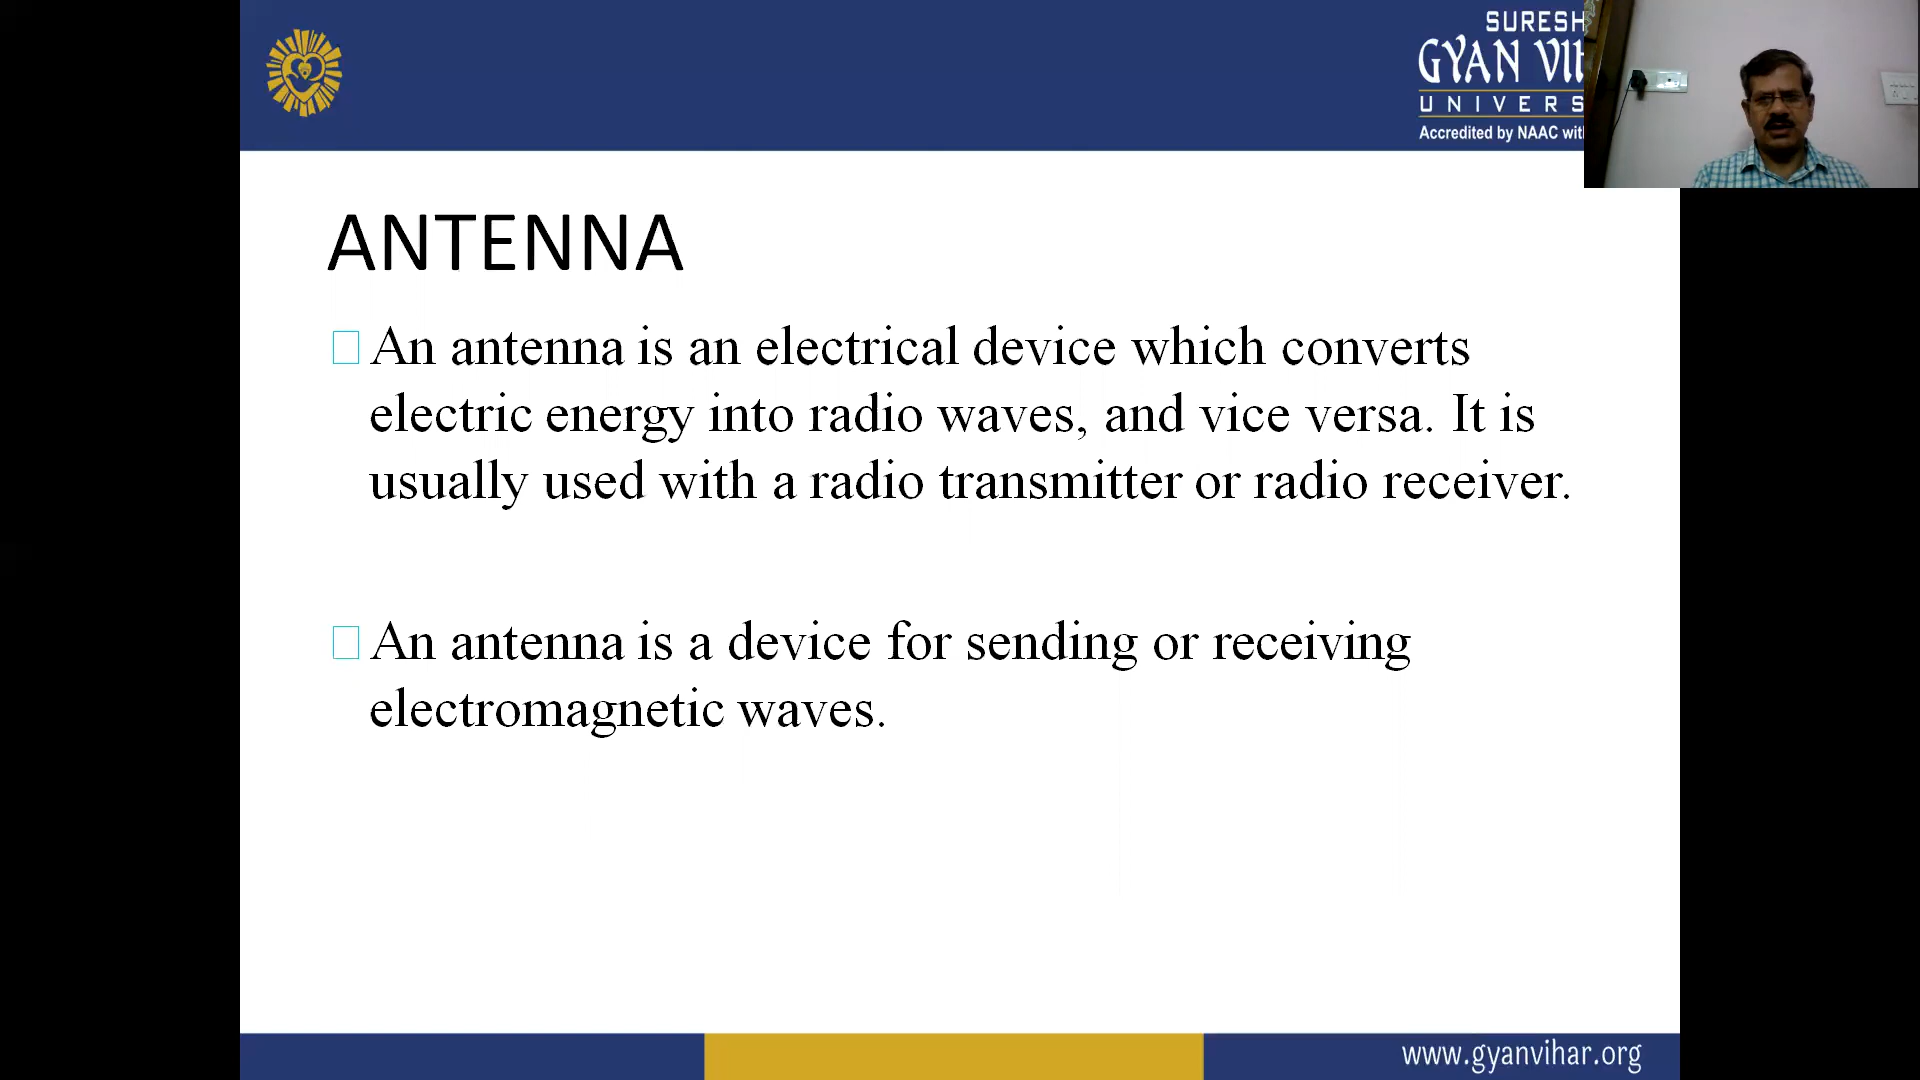 SURESH
GYAN
UNIVERS
Accredited by NAAC
ANTENNA
An antenna is an electrical device which converts
electric energy into radio waves, and vice versa. It is
usually used with a radio transmitter or radio receiver.
An antenna is a device for sending or receiving
electromagnetic waves.
www.gyanvihar.org